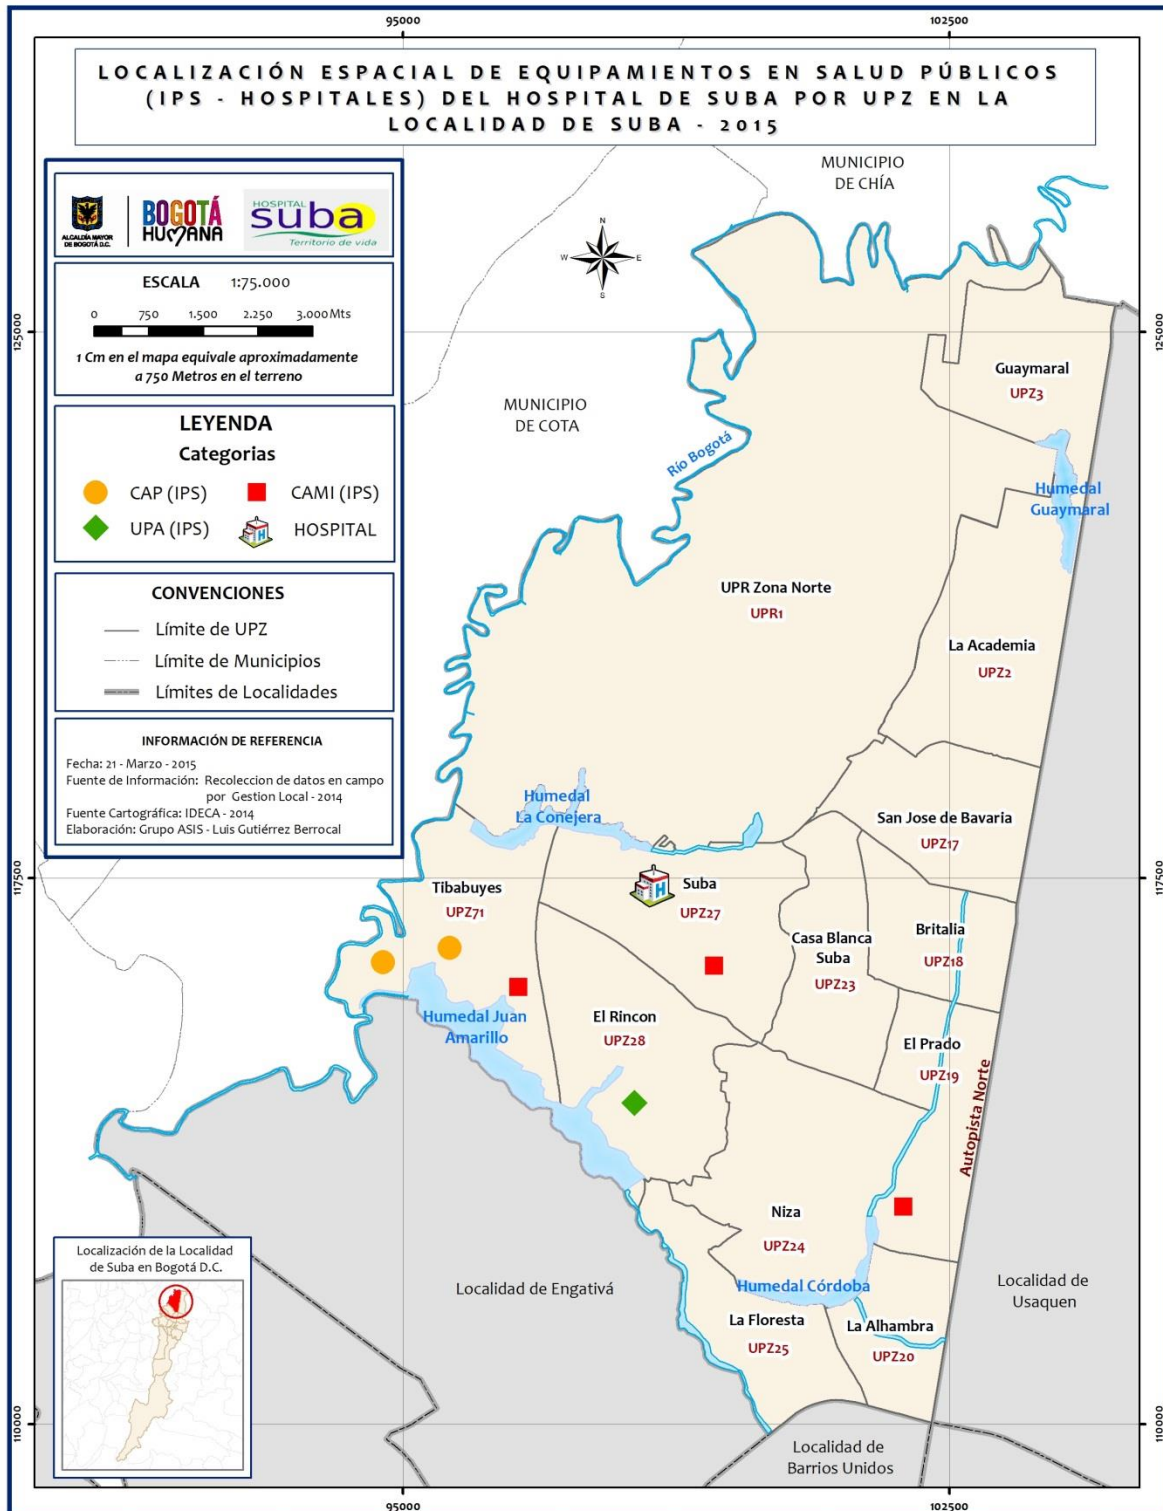 95000
102500
LOCALIZACIÓN ESPACIAL DE EQUIPAMIENTOS EN SALUD PÚBLICOS
(IPS - HOSPITALES) DEL HOSPITAL DE SUBA POR UPZ EN LA
LOCALIDAD DE SUBA - 2015
ALCALDÍA MAYOR
DE BOGOTÁ D.C.
BOGOTÁ
HUMANA
HOSPITAL
suba
Territorio de vida
ESCALA 1:75.000
0 750 1.500 2.250 3.000 Mts
1 Cm en el mapa equivale aproximadamente
a 750 Metros en el terreno
LEYENDA
Categorias
CAP (IPS)
CAMI (IPS)
UPA (IPS)
HOSPITAL
CONVENCIONES
Límite de UPZ
Límite de Municipios
Límites de Localidades
INFORMACIÓN DE REFERENCIA
Fecha: 21 - Marzo - 2015
Fuente de Información: Recoleccion de datos en campo
por Gestion Local - 2014
Fuente Cartográfica: IDECA - 2014
Elaboración: Grupo ASIS - Luis Gutiérrez Berrocal
N
W
E
S
MUNICIPIO
DE CHÍA
125000
125000
Guaymaral
UPZ3
MUNICIPIO
DE COTA
Río Bogotá
Humedal
Guaymaral
UPR Zona Norte
UPR1
La Academia
UPZ2
Humedal
La Conejera
San Jose de Bavaria
UPZ17
117500
117500
Tibabuyes
UPZ71
Suba
UPZ27
H
Casa Blanca
Suba
UPZ23
Britalia
UPZ18
Humedal Juan
Amarillo
El Rincon
UPZ28
El Prado
UPZ19
Autopista Norte
Niza
UPZ24
Humedal Córdoba
Localidad de Engativá
Localidad de
Usaquen
La Floresta
UPZ25
La Alhambra
UPZ20
Localización de la Localidad
de Suba en Bogotá D.C.
110000
110000
Localidad de
Barrios Unidos
95000
102500